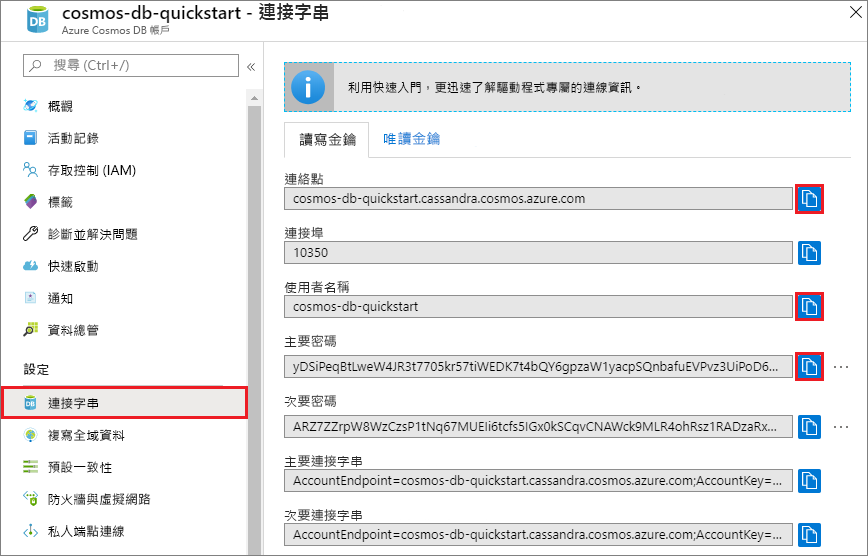 cosmos-db-quickstart - 連接字串
Azure Cosmos DB 帳戶
搜尋 (Ctrl+/)
概觀
活動記錄
存取控制 (IAM)
標籤
診斷並解決問題
快速啟動
通知
資料總管
設定
連接字串
複寫全域資料
預設一致性
防火牆與虛擬網路
私人端點連線
利用快速入門，更迅速了解驅動程式專屬的連線資訊。
讀寫金鑰
唯讀金鑰
連絡點
cosmos-db-quickstart.cassandra.cosmos.azure.com
連接埠
10350
使用者名稱
cosmos-db-quickstart
主要密碼
yDSiPeqBtLweW4JR3t7705kr57tiWEDK7t4bQY6gpzaW1yacpSQnbafuEVPvz3UiPoD6...
次要密碼
ARZ7ZZrpW8WzCzsP1tNq67MUEIi6tcfs5IGx0kSCqvCNAWck9MLR4ohRsz1RADzaRx...
主要連接字串
AccountEndpoint=cosmos-db-quickstart.cassandra.cosmos.azure.com;AccountKey=...
次要連接字串
AccountEndpoint=cosmos-db-quickstart.cassandra.cosmos.azure.com;AccountKey=...